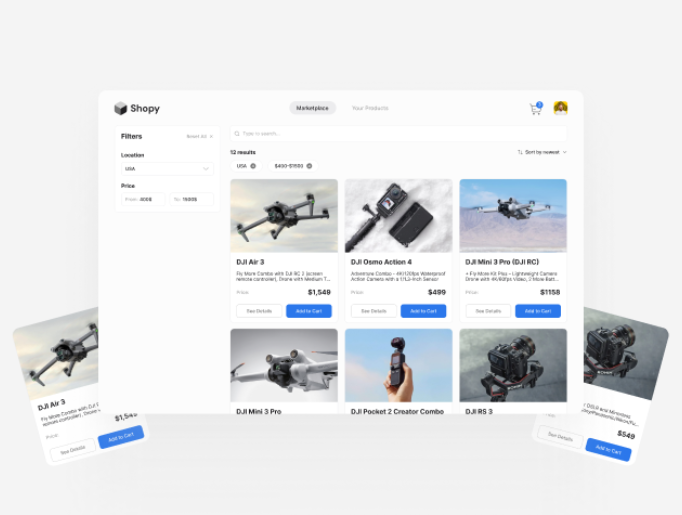 Shopy
Marketplace
Your Products
1
Filters
Reset All
Location
USA
Price
From: 400$
To: 1500$
Type to search...
12 results
Sort by newest
USA
$400-$1500
DJI Air 3
Fly More Combo with DJI RC 2 (screen
remote controller), Drone with Medium T...
Price:
$1,549
See Details
Add to Cart
DJI Osmo Action 4
Adventure Combo - 4K/120fps Waterproof
Action Camera with a 1/1.3-Inch Sensor
Price:
$499
See Details
Add to Cart
DJI Mini 3 Pro (DJI RC)
+ Fly More Kit Plus – Lightweight Camera
Drone with 4K/60fps Video, 2 More Batt...
Price:
$1158
See Details
Add to Cart
DJI Mini 3 Pro
DJI Pocket 2 Creator Combo
DJI RS 3
DJI Air 3
Fly More Combo with DJI
remote controller), Drone
Price:
$1,549
See Details
Add to Cart
DSLR and Mirrorless
$549
See Details
Add to Cart